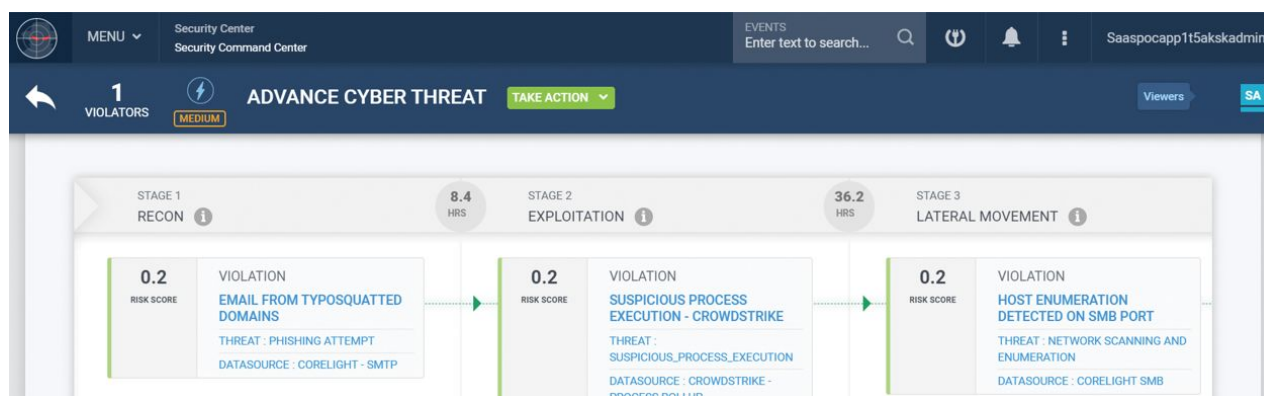 MENU
Security Center
Security Command Center
EVENTS
Enter text to search...
Saaspocapp1t5akskadmin
1
VIOLATORS
MEDIUM
ADVANCE CYBER THREAT
TAKE ACTION
Viewers
SA
STAGE 1
RECON
8.4
HRS
STAGE 2
EXPLOITATION
36.2
HRS
STAGE 3
LATERAL MOVEMENT
0.2
RISK SCORE
VIOLATION
EMAIL FROM TYPOSQUATTED
DOMAINS
THREAT : PHISHING ATTEMPT
DATASOURCE : CORELIGHT - SMTP
0.2
RISK SCORE
VIOLATION
SUSPICIOUS PROCESS
EXECUTION - CROWDSTRIKE
THREAT :
SUSPICIOUS_PROCESS_EXECUTION
DATASOURCE : CROWDSTRIKE -
0.2
RISK SCORE
VIOLATION
HOST ENUMERATION
DETECTED ON SMB PORT
THREAT : NETWORK SCANNING AND
ENUMERATION
DATASOURCE : CORELIGHT SMB